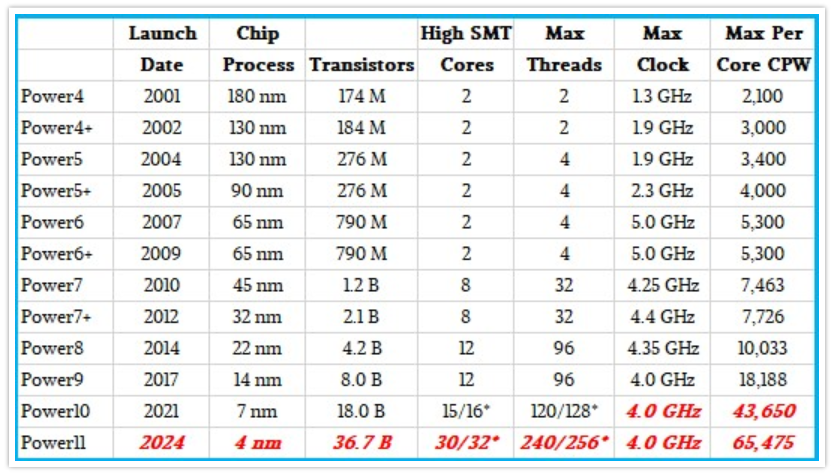 Launch Chip High SMT Max Max Max Per
Date Process Transistors Cores Threads Clock Core CPW
Power4 2001 180 nm 174 M 2 2 1.3 GHz 2,100
Power4+ 2002 130 nm 184 M 2 2 1.9 GHz 3,000
Power5 2004 130 nm 276 M 2 4 1.9 GHz 3,400
Power5+ 2005 90 nm 276 M 2 4 2.3 GHz 4,000
Power6 2007 65 nm 790 M 2 4 5.0 GHz 5,300
Power6+ 2009 65 nm 790 M 2 4 5.0 GHz 5,300
Power7 2010 45 nm 1.2 B 8 32 4.25 GHz 7,463
Power7+ 2012 32 nm 2.1 B 8 32 4.4 GHz 7,726
Power8 2014 22 nm 4.2 B 12 96 4.35 GHz 10,033
Power9 2017 14 nm 8.0 B 12 96 4.0 GHz 18,188
Power10 2021 7 nm 18.0 B 15/16* 120/128* 4.0 GHz 43,650
Power11 2024 4 nm 36.7 B 30/32* 240/256* 4.0 GHz 65,475